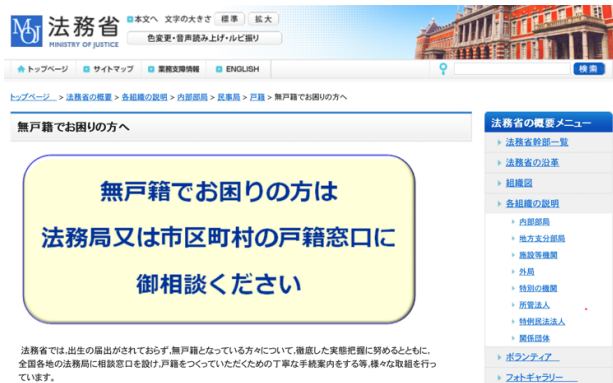 法務省
MINISTRY OF JUSTICE
本文へ 文字の大きさ 標準 拡大
色変更・音声読み上げ・ルビ振り
トップページ サイトマップ 業務支障情報 ENGLISH
検索
トップページ > 法務省の概要 > 各組織の説明 > 内部部局 > 民事局 > 戸籍 > 無戸籍でお困りの方へ
無戸籍でお困りの方へ
無戸籍でお困りの方は
法務局又は市区町村の戸籍窓口に
御相談ください
法務省では,出生の届出がされておらず,無戸籍となっている方々について,徹底した実態把握に努めるとともに,
全国各地の法務局に相談窓口を設け,戸籍をつくっていただくための丁寧な手続案内をする等,様々な取組を行っ
ています。
法務省の概要メニュー
法務省幹部一覧
法務省の沿革
組織図
各組織の説明
内部部局
地方支分部局
施設等機関
外局
特別の機関
所管法人
特例民法法人
関係団体
ボランティア
フォトギャラリー